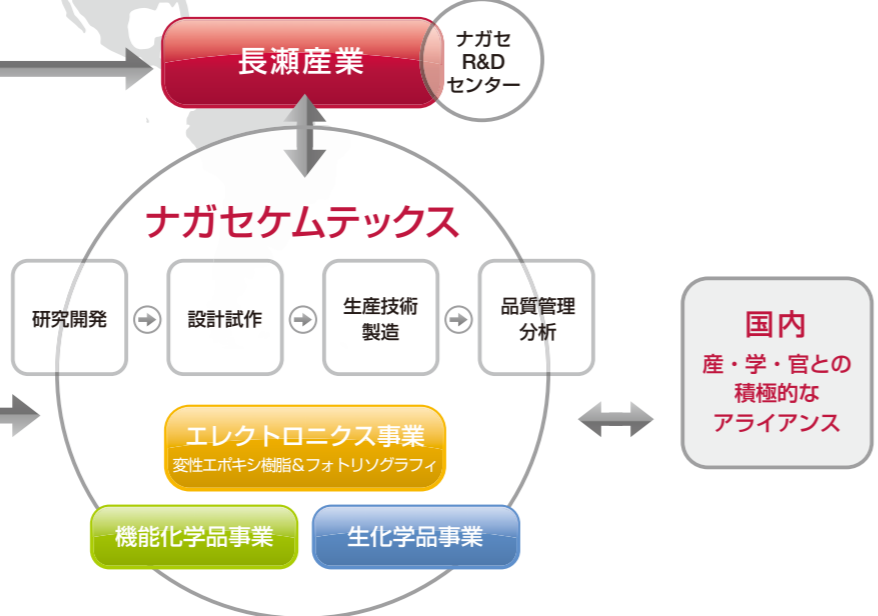 長瀬産業
ナガセ
R&D
センター
ナガセケムテックス
研究開発
設計試作
生産技術
製造
品質管理
分析
エレクトロニクス事業
変性エポキシ樹脂&フォトリソグラフィ
機能化学品事業
生化学品事業
国内
産・学・官との
積極的な
アライアンス